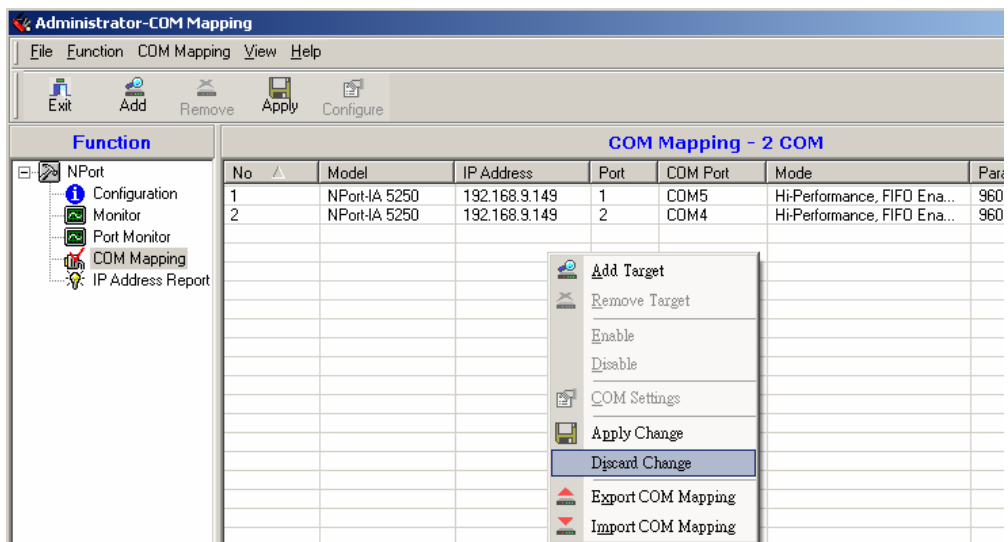 Administrator-COM Mapping
File Function COM Mapping View Help
Exit Add Remove Apply Configure
Function
COM Mapping - 2 COM
NPort
Configuration
Monitor
Port Monitor
COM Mapping
IP Address Report
No Model IP Address Port COM Port Mode Para
1 NPort-IA 5250 192.168.9.149 1 COM5 Hi-Performance, FIFO Ena... 960
2 NPort-IA 5250 192.168.9.149 2 COM4 Hi-Performance, FIFO Ena... 960
Add Target
Remove Target
Enable
Disable
COM Settings
Apply Change
Discard Change
Export COM Mapping
Import COM Mapping